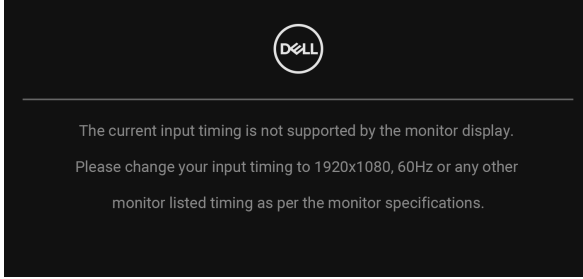 DELL
The current input timing is not supported by the monitor display.
Please change your input timing to 1920x1080, 60Hz or any other
monitor listed timing as per the monitor specifications.